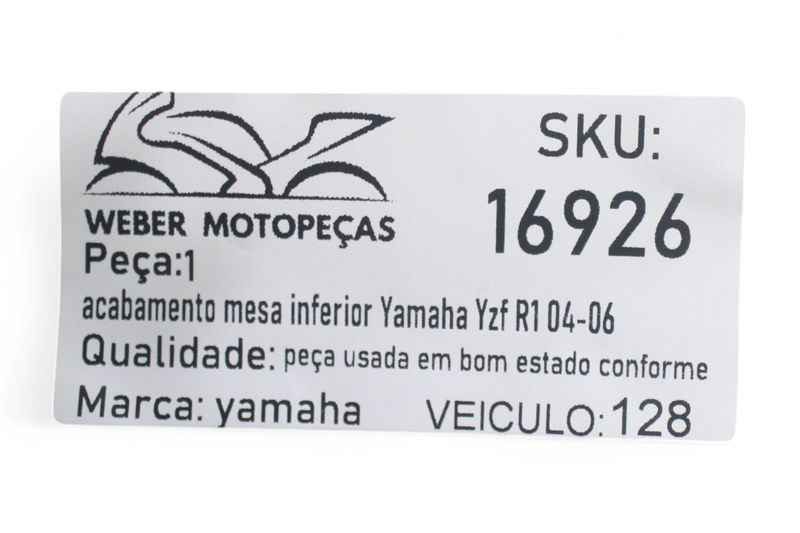 SKU:
16926
WEBER MOTOPEÇAS
Peça:1
acabamento mesa inferior Yamaha Yzf R1 04-06
Qualidade: peça usada em bom estado conforme
Marca: yamaha VEICULO: 128